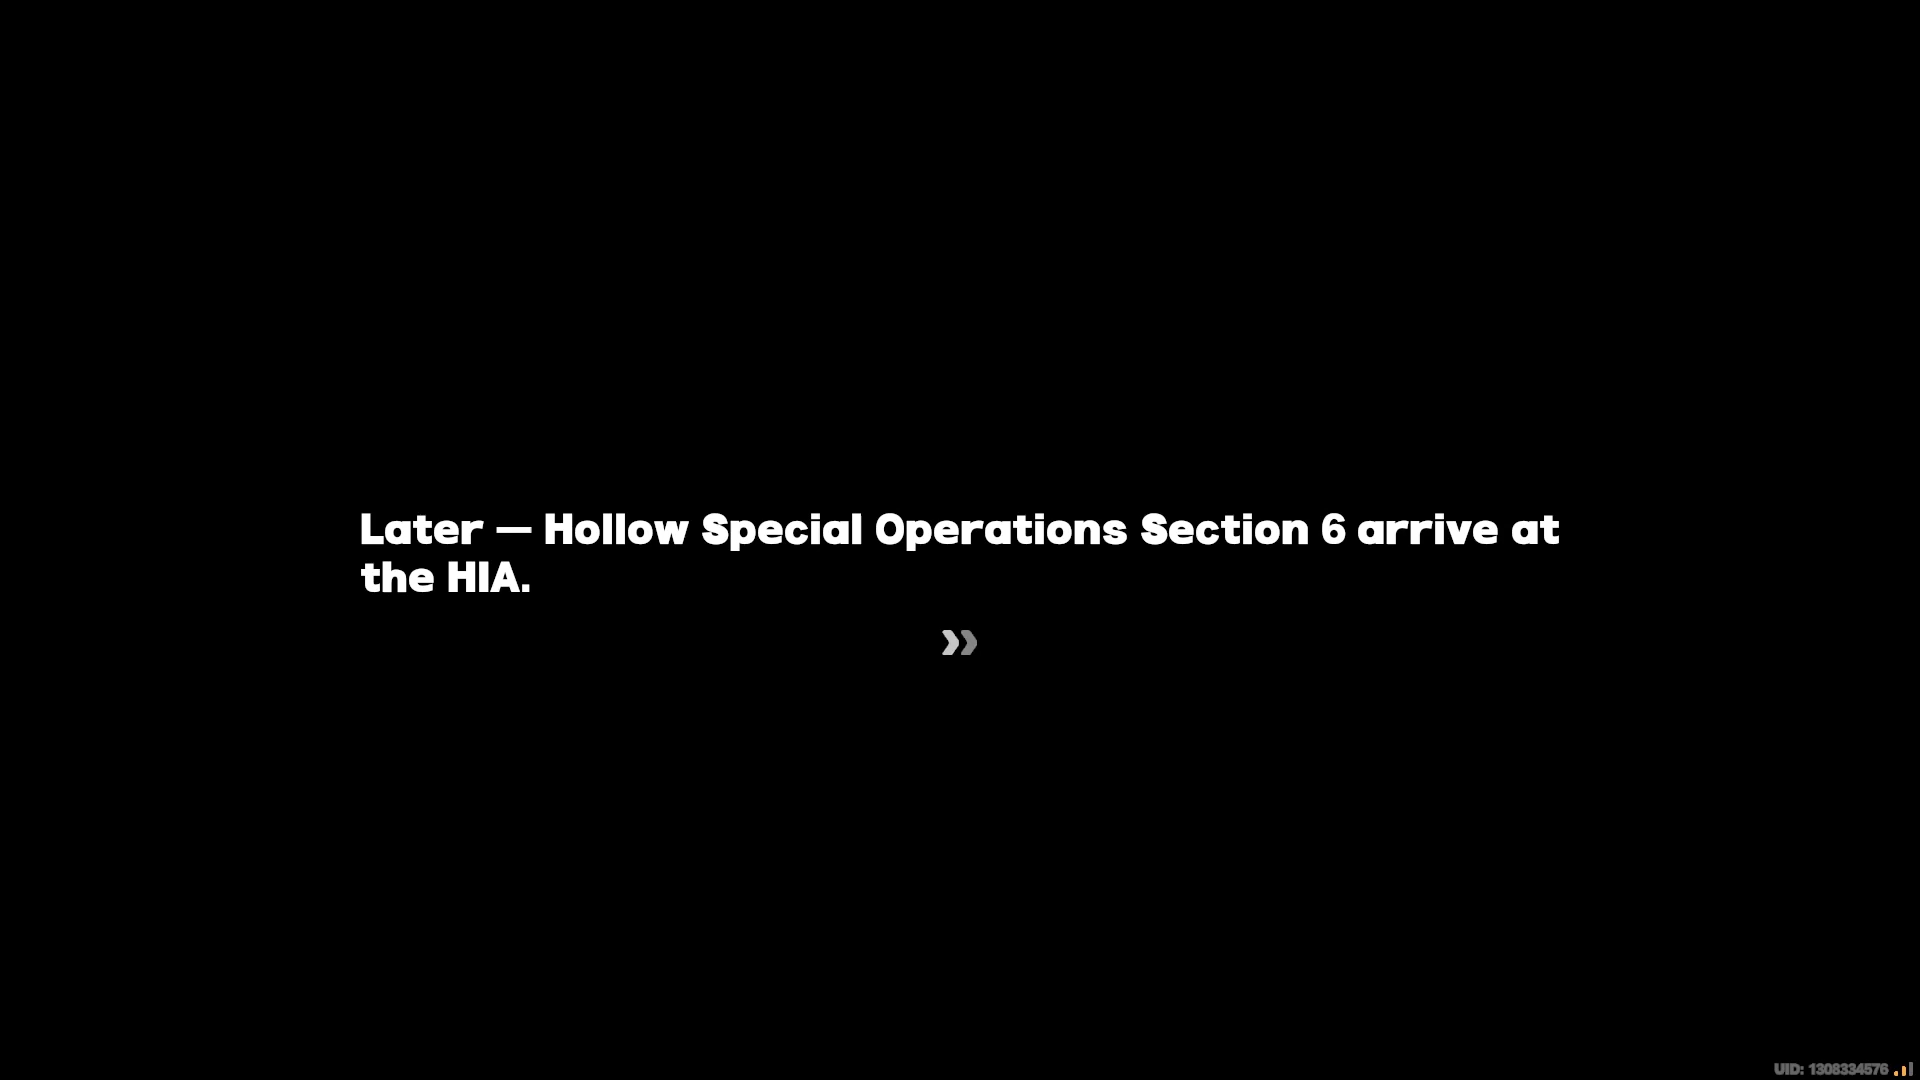 Later — Hollow Special Operations Section 6 arrive at
the HIA.
UID: 1308334576